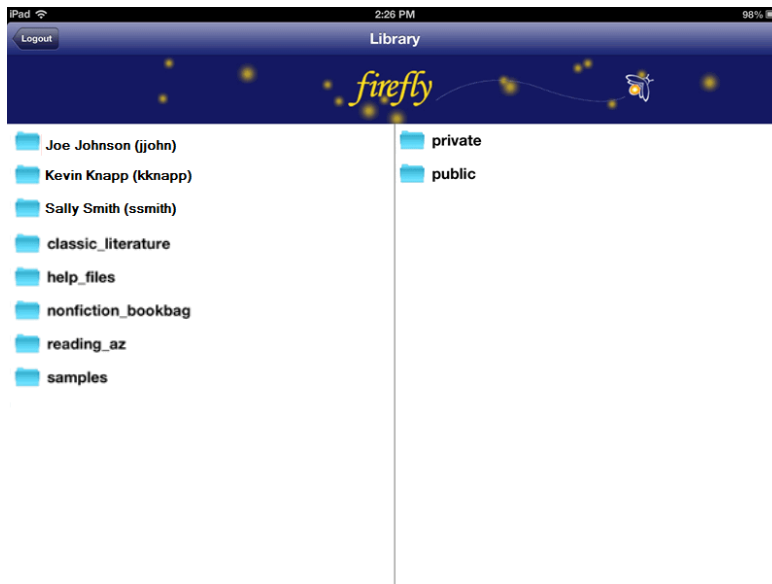 iPad 2:26 PM 98%
Logout Library
firefly
Joe Johnson (jjohn)
Kevin Knapp (kknapp)
Sally Smith (ssmith)
classic_literature
help_files
nonfiction_bookbag
reading_az
samples
private
public